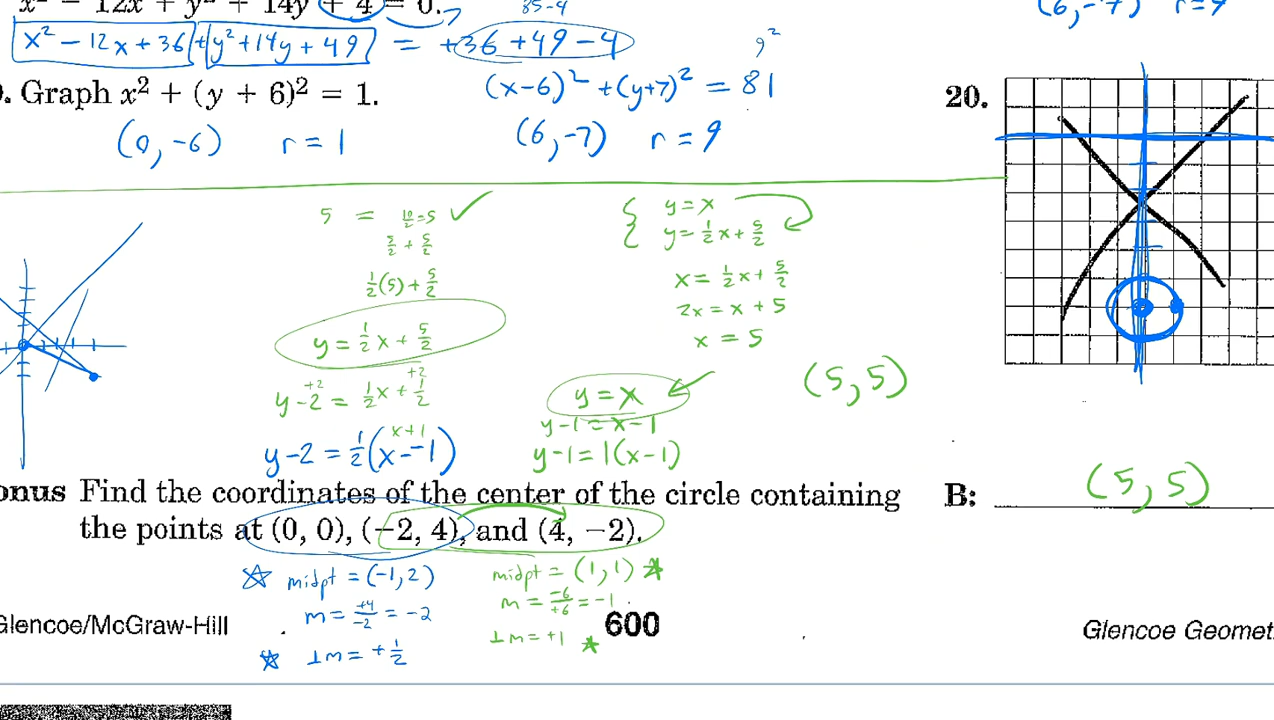 x² − 12x + y² + 14y + 4 = 0.
85-4
(6,-7) r=9
x² − 12x + 36 + y² + 14y + 49 = +36 + 49 − 4
9²
. Graph x² + (y + 6)² = 1.
(x-6)² + (y+7)² = 81
20.
(0,-6) r = 1
(6,-7) r = 9
5 = 10/2 = 5 ✓
5/2 + 5/2
1/2(5) + 5/2
y = 1/2 x + 5/2
+2 +2
y - 2 = 1/2 x + 1/2
x+1
y-2 = 1/2(x--1)
{ y = x
y = 1/2 x + 5/2
x = 1/2 x + 5/2
2x = x + 5
x = 5
y = x
y-1 = x-1
y-1 = 1(x-1)
(5,5)
onus Find the coordinates of the center of the circle containing
the points at (0, 0), (−2, 4), and (4, −2).
B: (5,5)
☆ midpt = (-1,2)
m = +4/-2 = -2
☆ ⊥m = +1/2
midpt = (1,1) ★
m = -6/+6 = -1
⊥m = +1 ★
Glencoe/McGraw-Hill
600
Glencoe Geomet